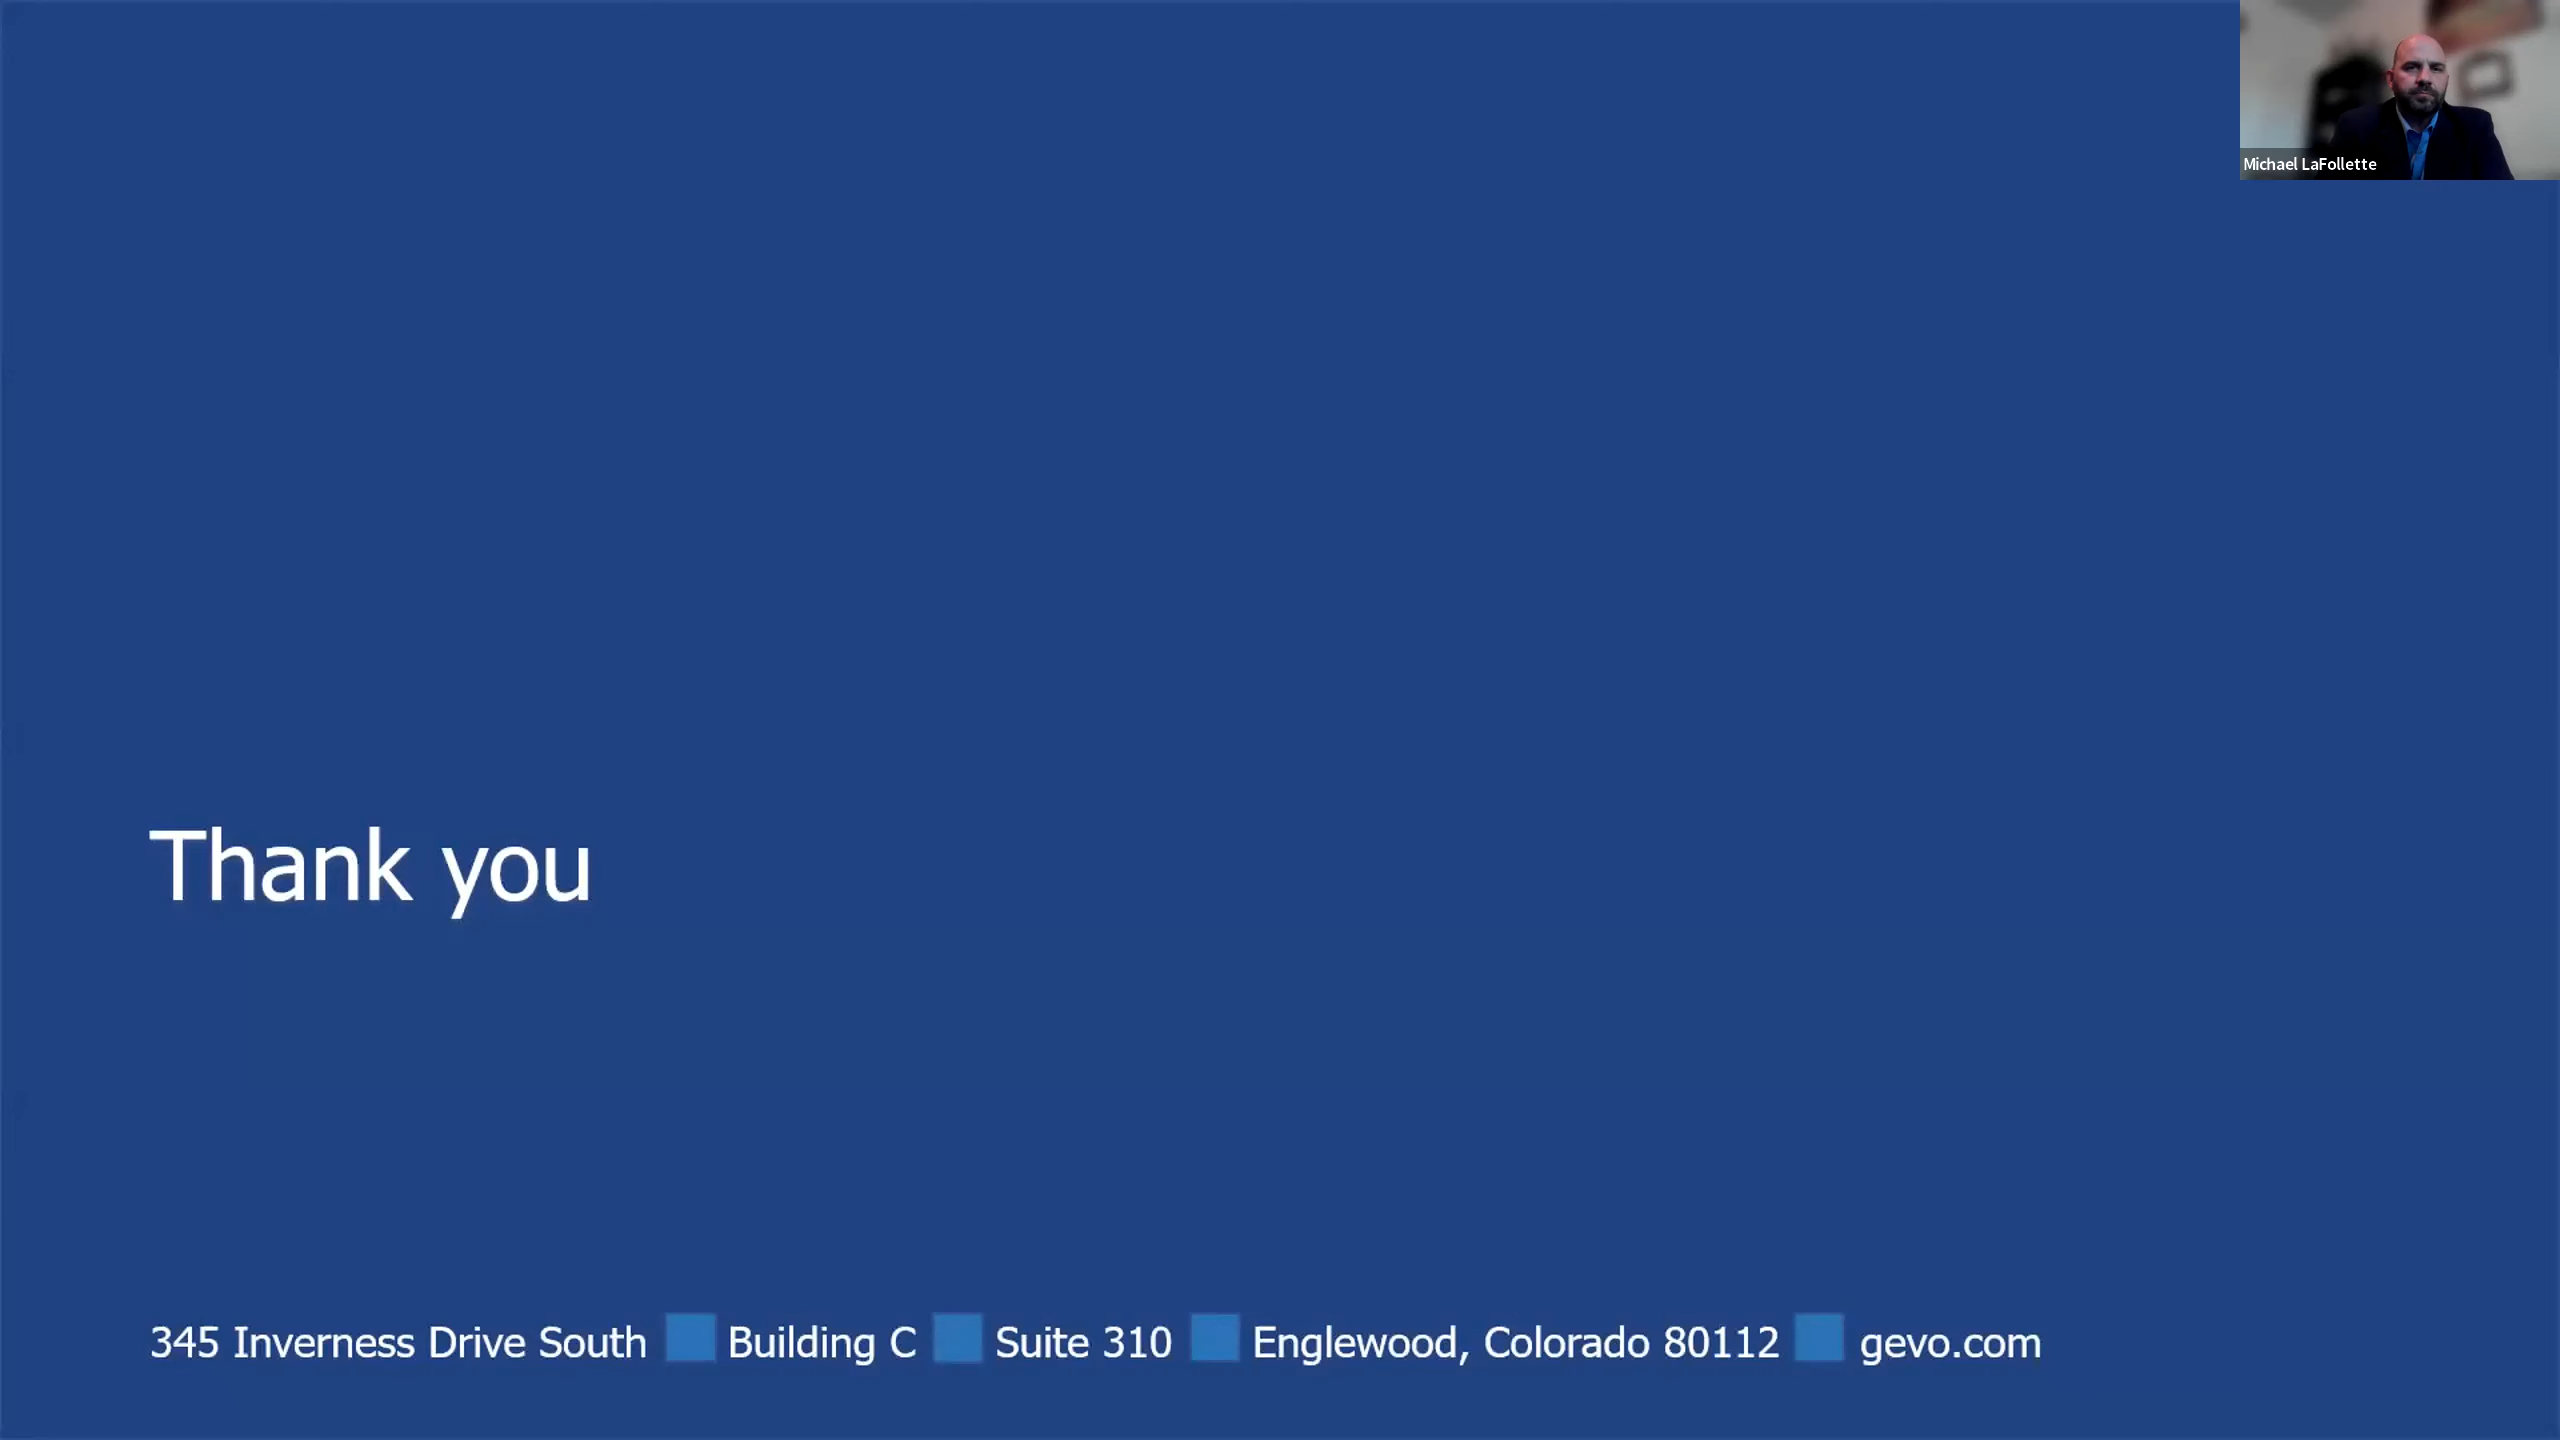 Michael LaFollette
Thank you
345 Inverness Drive South Building C Suite 310 Englewood, Colorado 80112 gevo.com